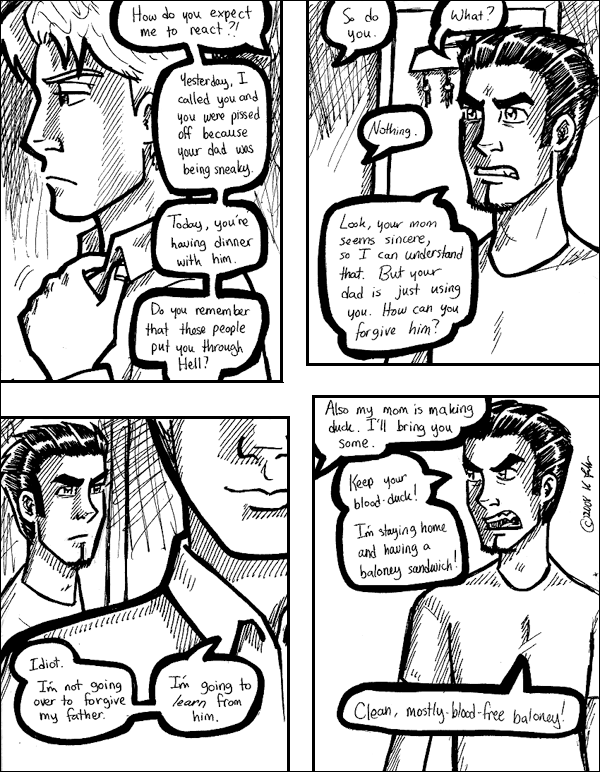 How do you expect
me to react?!
Yesterday, I
called you and
you were pissed
off because
your dad was
being sneaky.
Today, you're
having dinner
with him.
Do you remember
that these people
put you through
Hell?
So do
you.
What?
Nothing.
Look, your mom
seems sincere,
so I can understand
that. But your
dad is just using
you. How can you
forgive him?
Idiot.
I'm not going
over to forgive
my father.
I'm going to
learn from
him.
Also my mom is making
duck. I'll bring you
some.
Keep your
blood-duck!
I'm staying home
and having a
baloney sandwich!
Clean, mostly-blood-free baloney!
©2008 K